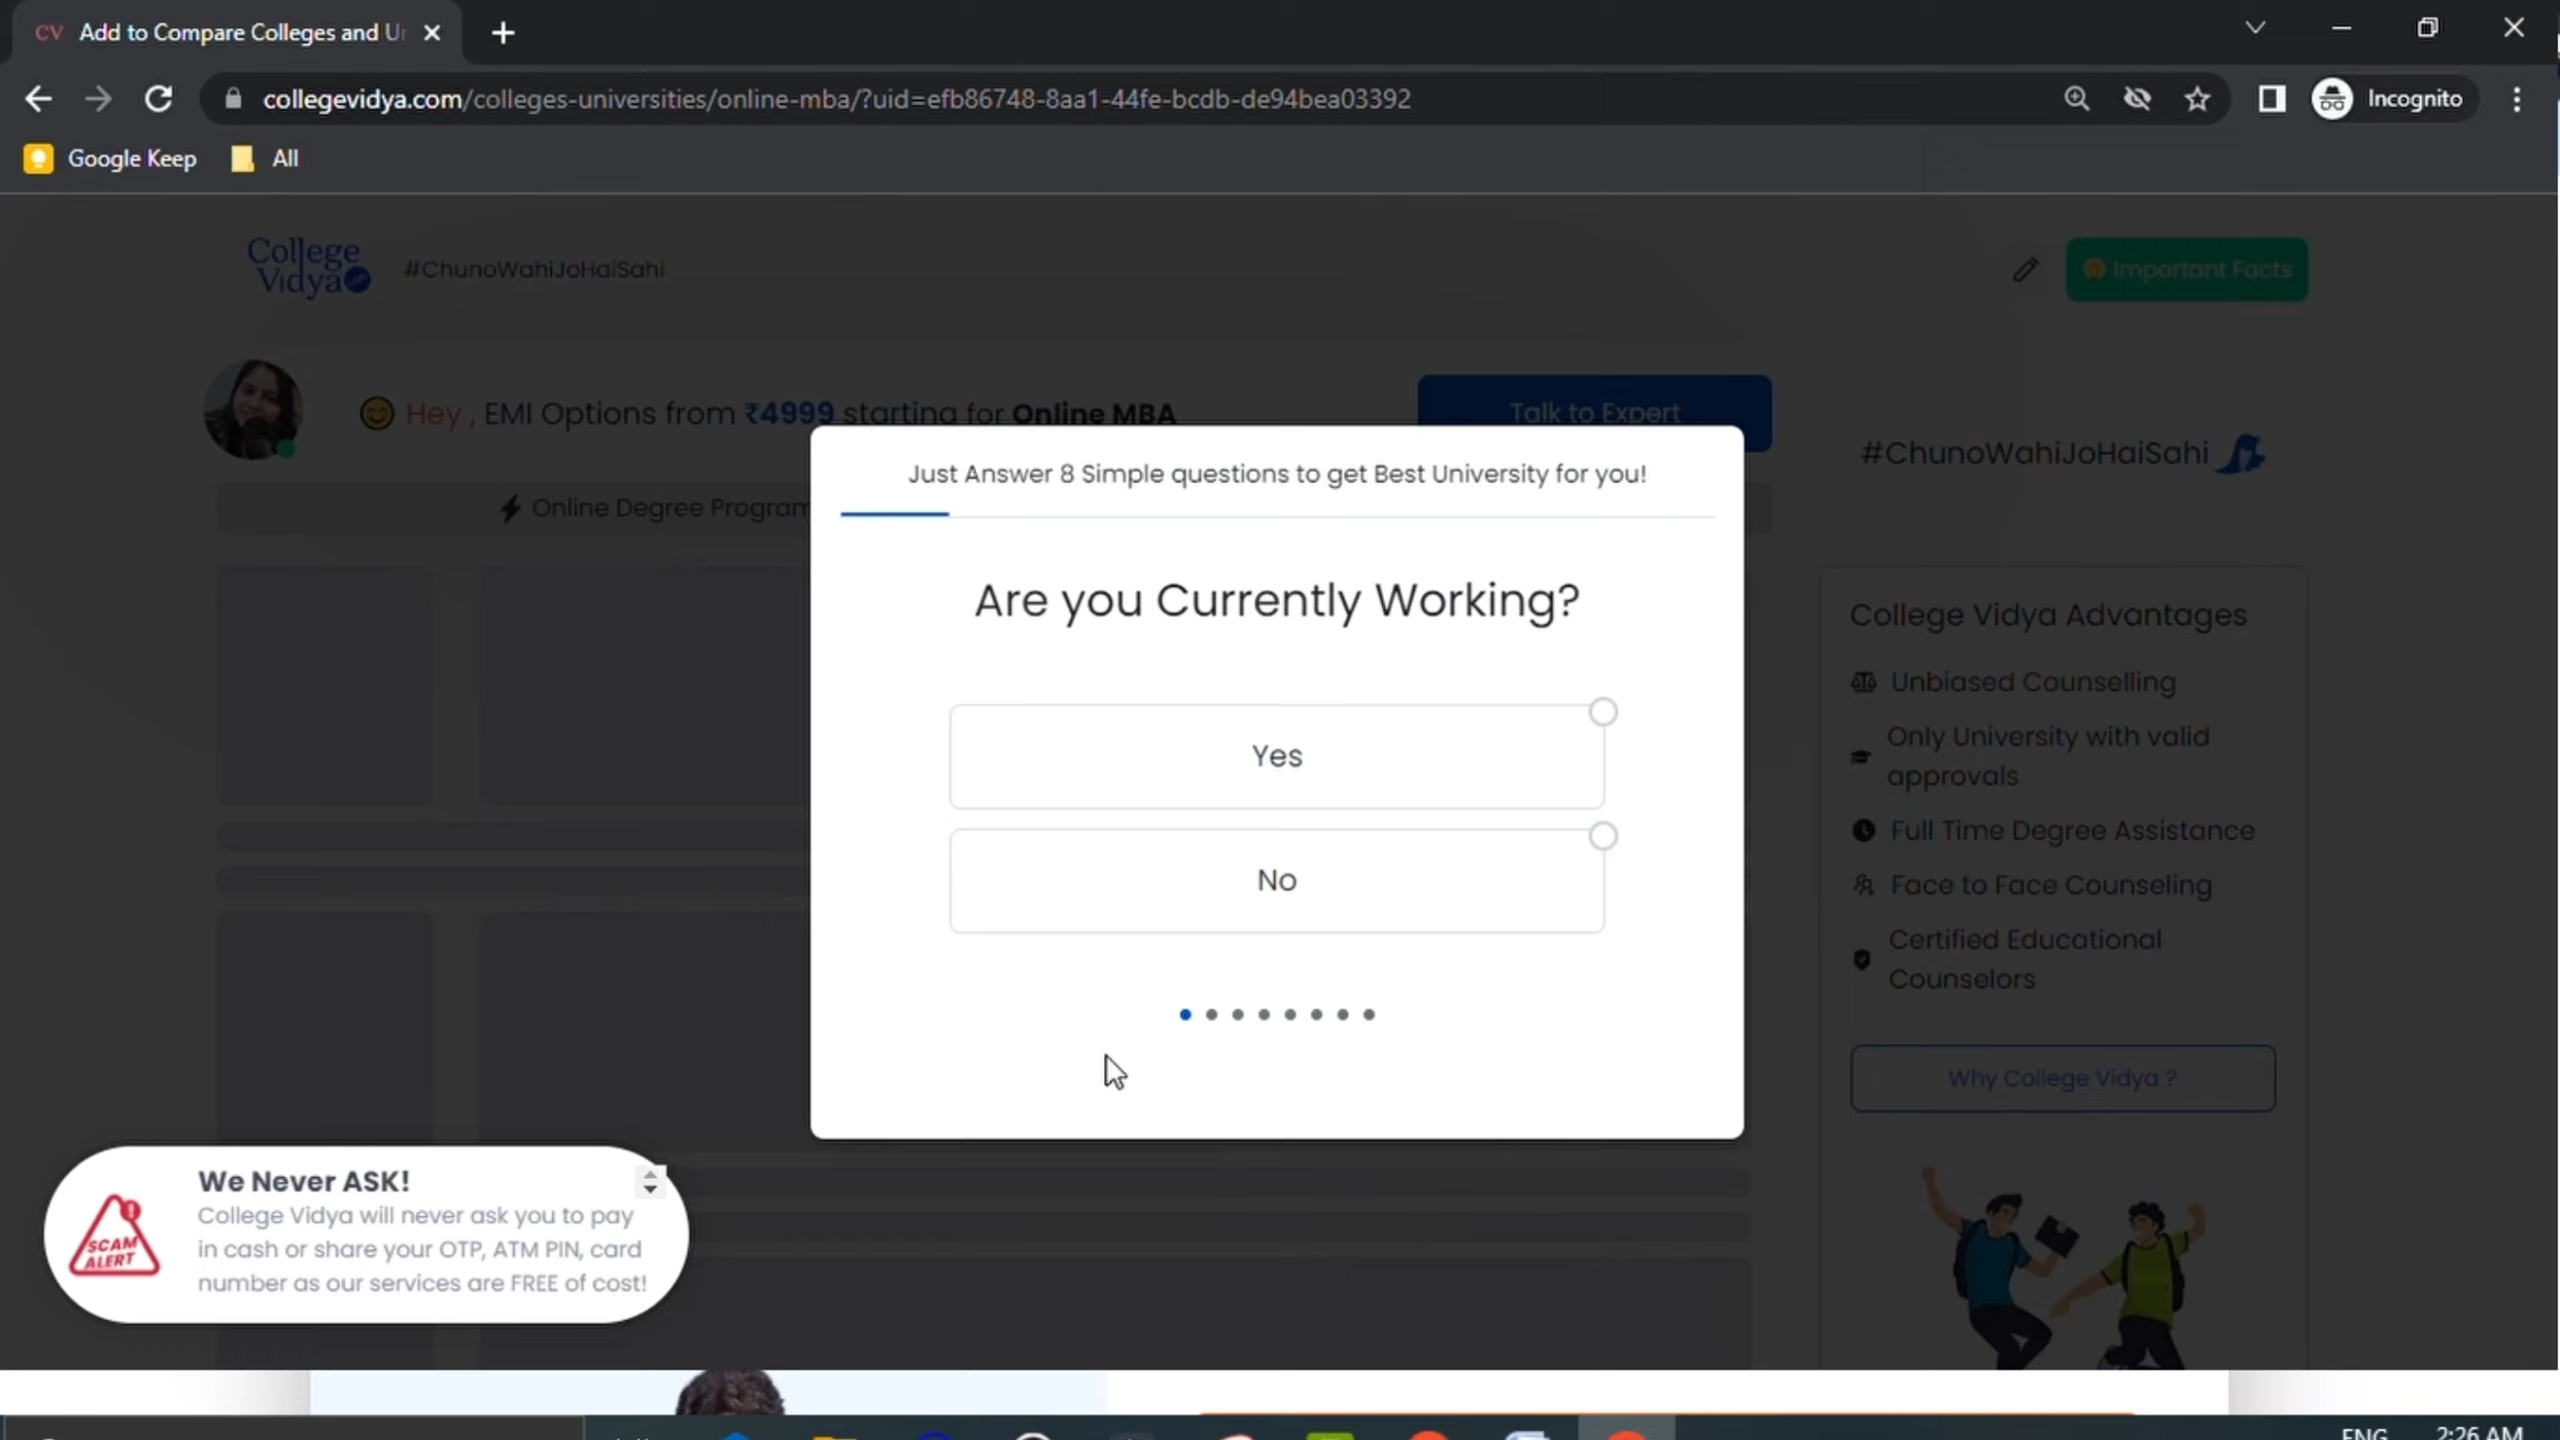 CV Add to Compare Colleges and Ur
collegevidya.com/colleges-universities/online-mba/?uid=efb86748-8aa1-44fe-bcdb-de94bea03392
Incognito
Google Keep
All
College
Vidya
#ChunoWahiJoHaiSahi
Important Facts
Hey , EMI Options from ₹4999 starting for Online MBA
Talk to Expert
#ChunoWahiJoHaiSahi
Online Degree Program
Just Answer 8 Simple questions to get Best University for you!
Are you Currently Working?
Yes
No
College Vidya Advantages
Unbiased Counselling
Only University with valid
approvals
Full Time Degree Assistance
Face to Face Counseling
Certified Educational
Counselors
Why College Vidya ?
SCAM
ALERT
We Never ASK!
College Vidya will never ask you to pay
in cash or share your OTP, ATM PIN, card
number as our services are FREE of cost!
ENG
2:26 AM